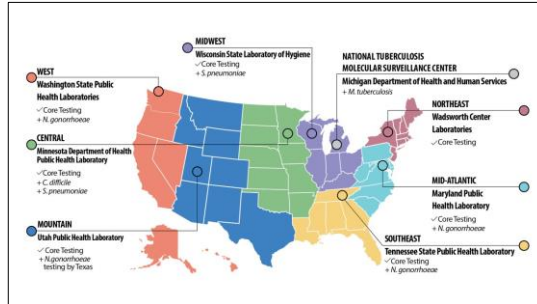 MIDWEST
Wisconsin State Laboratory of Hygiene
✓Core Testing
+ S. pneumoniae
NATIONAL TUBERCULOSIS
MOLECULAR SURVEILLANCE CENTER
Michigan Department of Health and Human Services
+ M. tuberculosis
WEST
Washington State Public
Health Laboratories
✓Core Testing
+ N. gonorrhoeae
NORTHEAST
Wadsworth Center
Laboratories
✓Core Testing
CENTRAL
Minnesota Department of Health
Public Health Laboratory
✓Core Testing
+ C. difficile
+ S. pneumoniae
MID-ATLANTIC
Maryland Public
Health Laboratory
✓Core Testing
+ N. gonorrhoeae
MOUNTAIN
Utah Public Health Laboratory
✓Core Testing
+ N.gonorrhoeae
testing by Texas
SOUTHEAST
Tennessee State Public Health Laboratory
✓Core Testing
+ N. gonorrhoeae